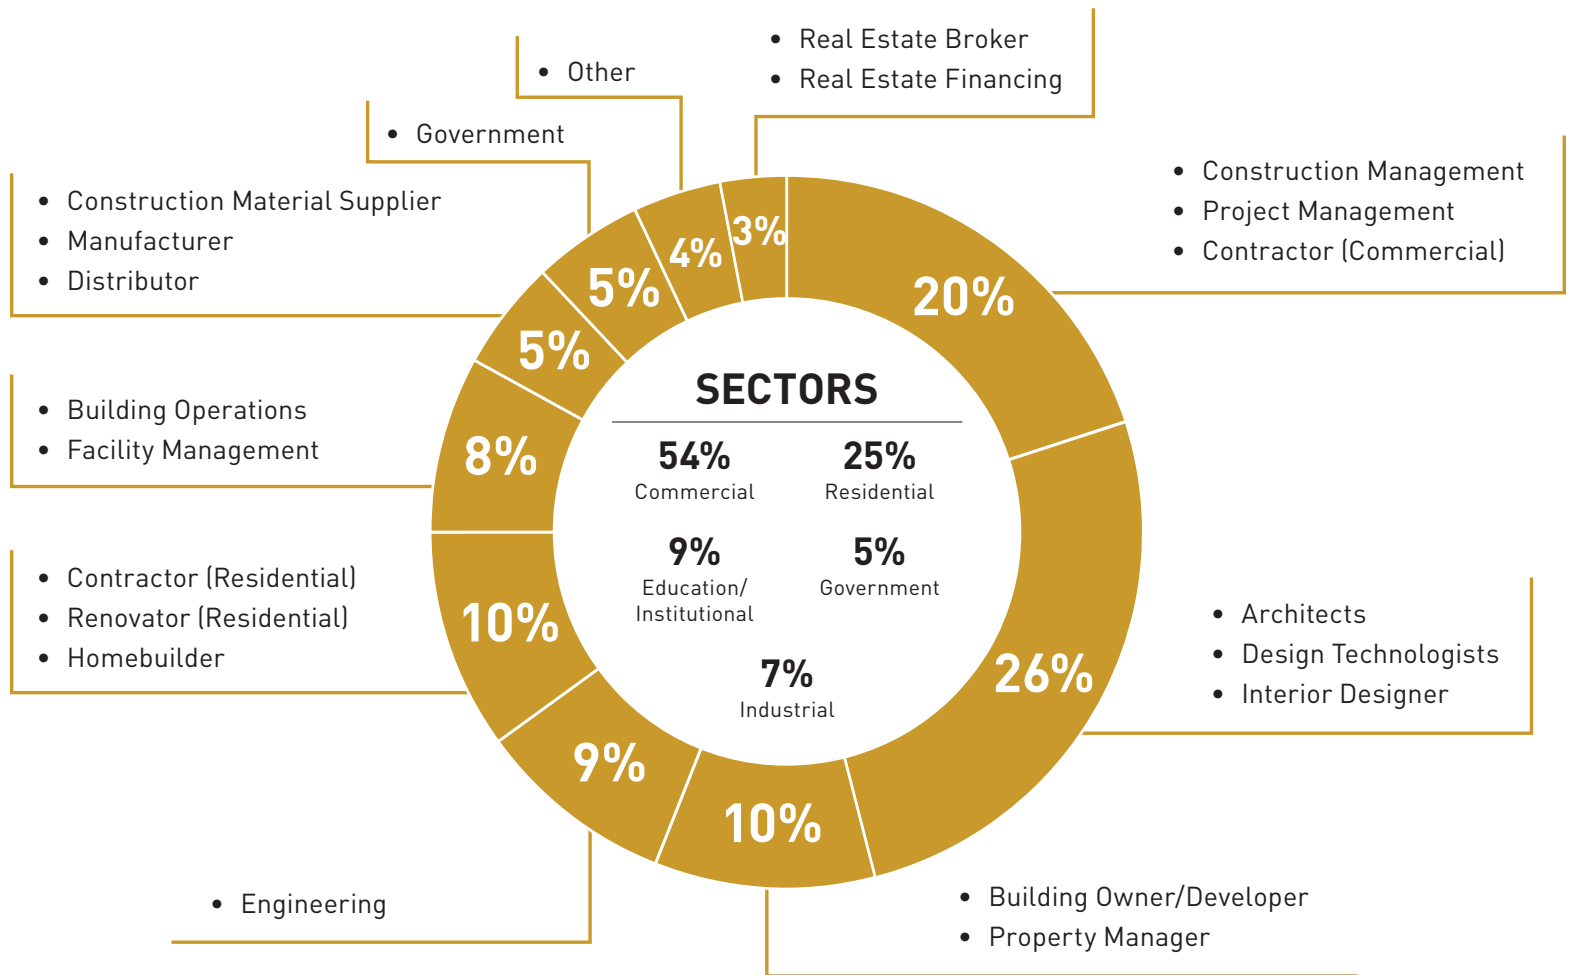 • Real Estate Broker
• Real Estate Financing
• Other
• Government
• Construction Material Supplier
• Manufacturer
• Distributor
• Construction Management
• Project Management
• Contractor (Commercial)
3%
4%
5%
5%
20%
SECTORS
54%
Commercial
25%
Residential
9%
Education/
Institutional
5%
Government
7%
Industrial
• Building Operations
• Facility Management
8%
• Contractor (Residential)
• Renovator (Residential)
• Homebuilder
10%
• Architects
• Design Technologists
• Interior Designer
26%
9%
10%
• Engineering
• Building Owner/Developer
• Property Manager